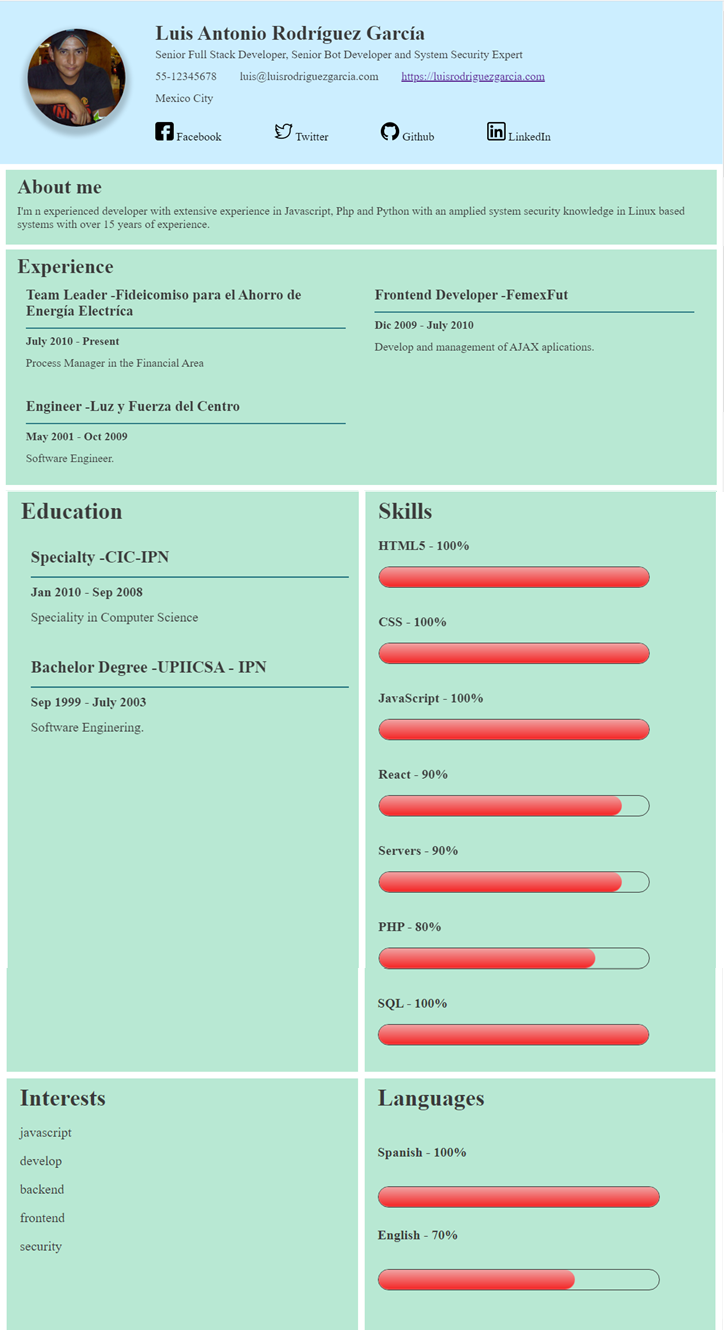 Luis Antonio Rodríguez García
Senior Full Stack Developer, Senior Bot Developer and System Security Expert
55-12345678 luis@luisrodriguezgarcia.com https://luisrodriguezgarcia.com
Mexico City
Facebook Twitter Github LinkedIn
About me
I'm n experienced developer with extensive experience in Javascript, Php and Python with an amplied system security knowledge in Linux based
systems with over 15 years of experience.
Experience
Team Leader -Fideicomiso para el Ahorro de
Energía Electríca
July 2010 - Present
Process Manager in the Financial Area
Frontend Developer -FemexFut
Dic 2009 - July 2010
Develop and management of AJAX aplications.
Engineer -Luz y Fuerza del Centro
May 2001 - Oct 2009
Software Engineer.
Education
Specialty -CIC-IPN
Jan 2010 - Sep 2008
Speciality in Computer Science
Bachelor Degree -UPIICSA - IPN
Sep 1999 - July 2003
Software Enginering.
Skills
HTML5 - 100%
CSS - 100%
JavaScript - 100%
React - 90%
Servers - 90%
PHP - 80%
SQL - 100%
Interests
javascript
develop
backend
frontend
security
Languages
Spanish - 100%
English - 70%